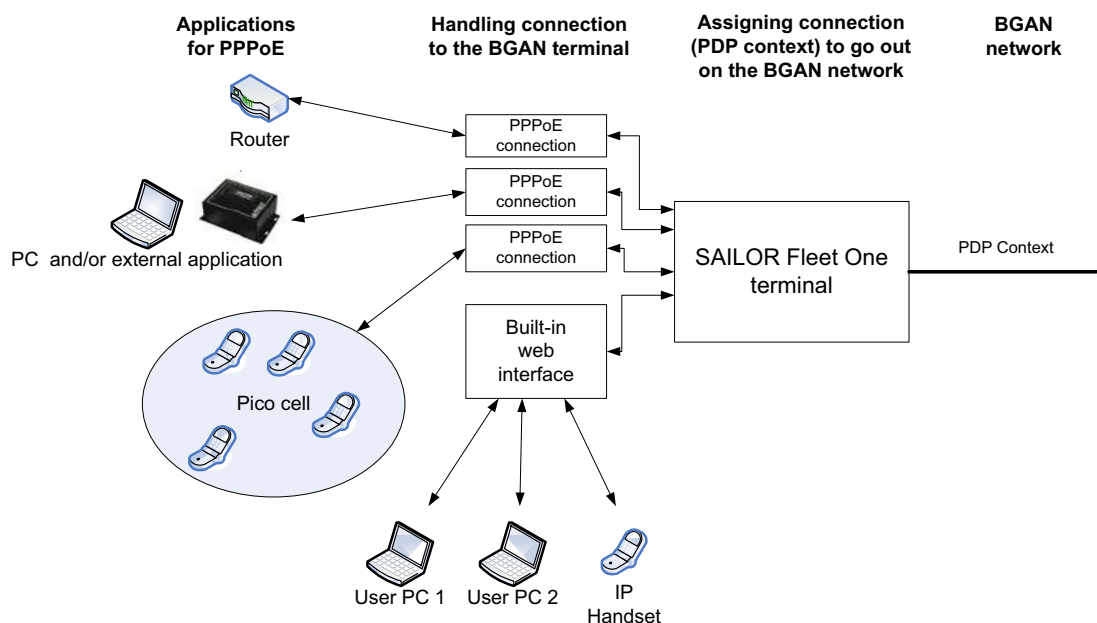 Applications
for PPPoE
Handling connection
to the BGAN terminal
Assigning connection
(PDP context) to go out
on the BGAN network
BGAN
network
Router
PPPoE
connection
PPPoE
connection
PC  and/or external application
PPPoE
connection
SAILOR Fleet One
terminal
PDP Context
Built-in
web
interface
Pico cell
User PC 1
User PC 2
IP
Handset